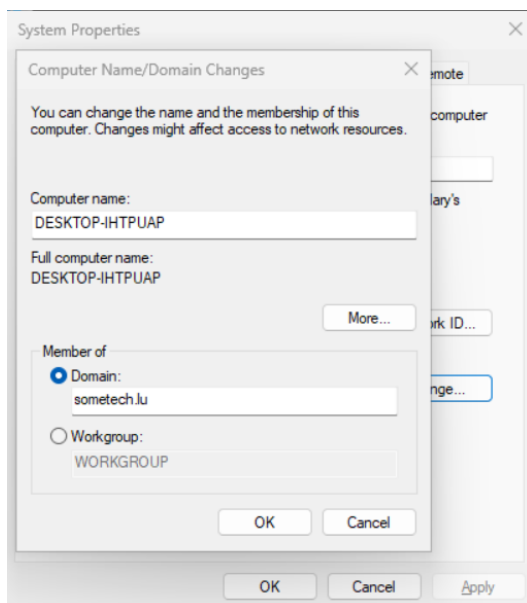 System Properties
Computer Name/Domain Changes
emote
You can change the name and the membership of this
computer. Changes might affect access to network resources.
computer
Computer name:
DESKTOP-IHTPUAP
lary's
Full computer name:
DESKTOP-IHTPUAP
More...
rk ID...
Member of
Domain:
sometech.lu
nge...
Workgroup:
WORKGROUP
OK Cancel
OK Cancel Apply